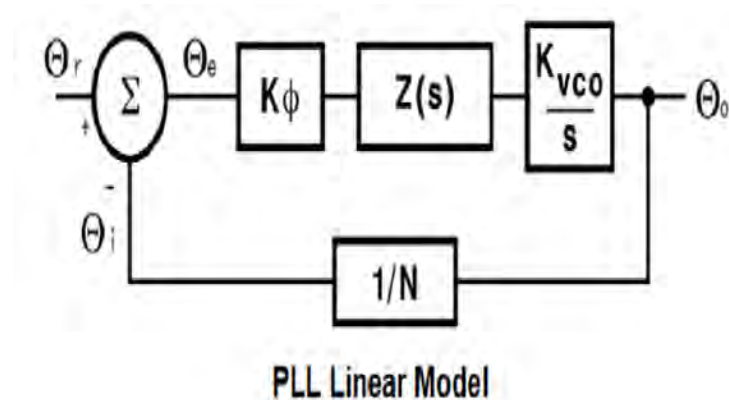 Θr
+
Σ
Θe
Kϕ
Z(s)
Kvco
s
Θo
-
Θi
1/N
PLL Linear Model